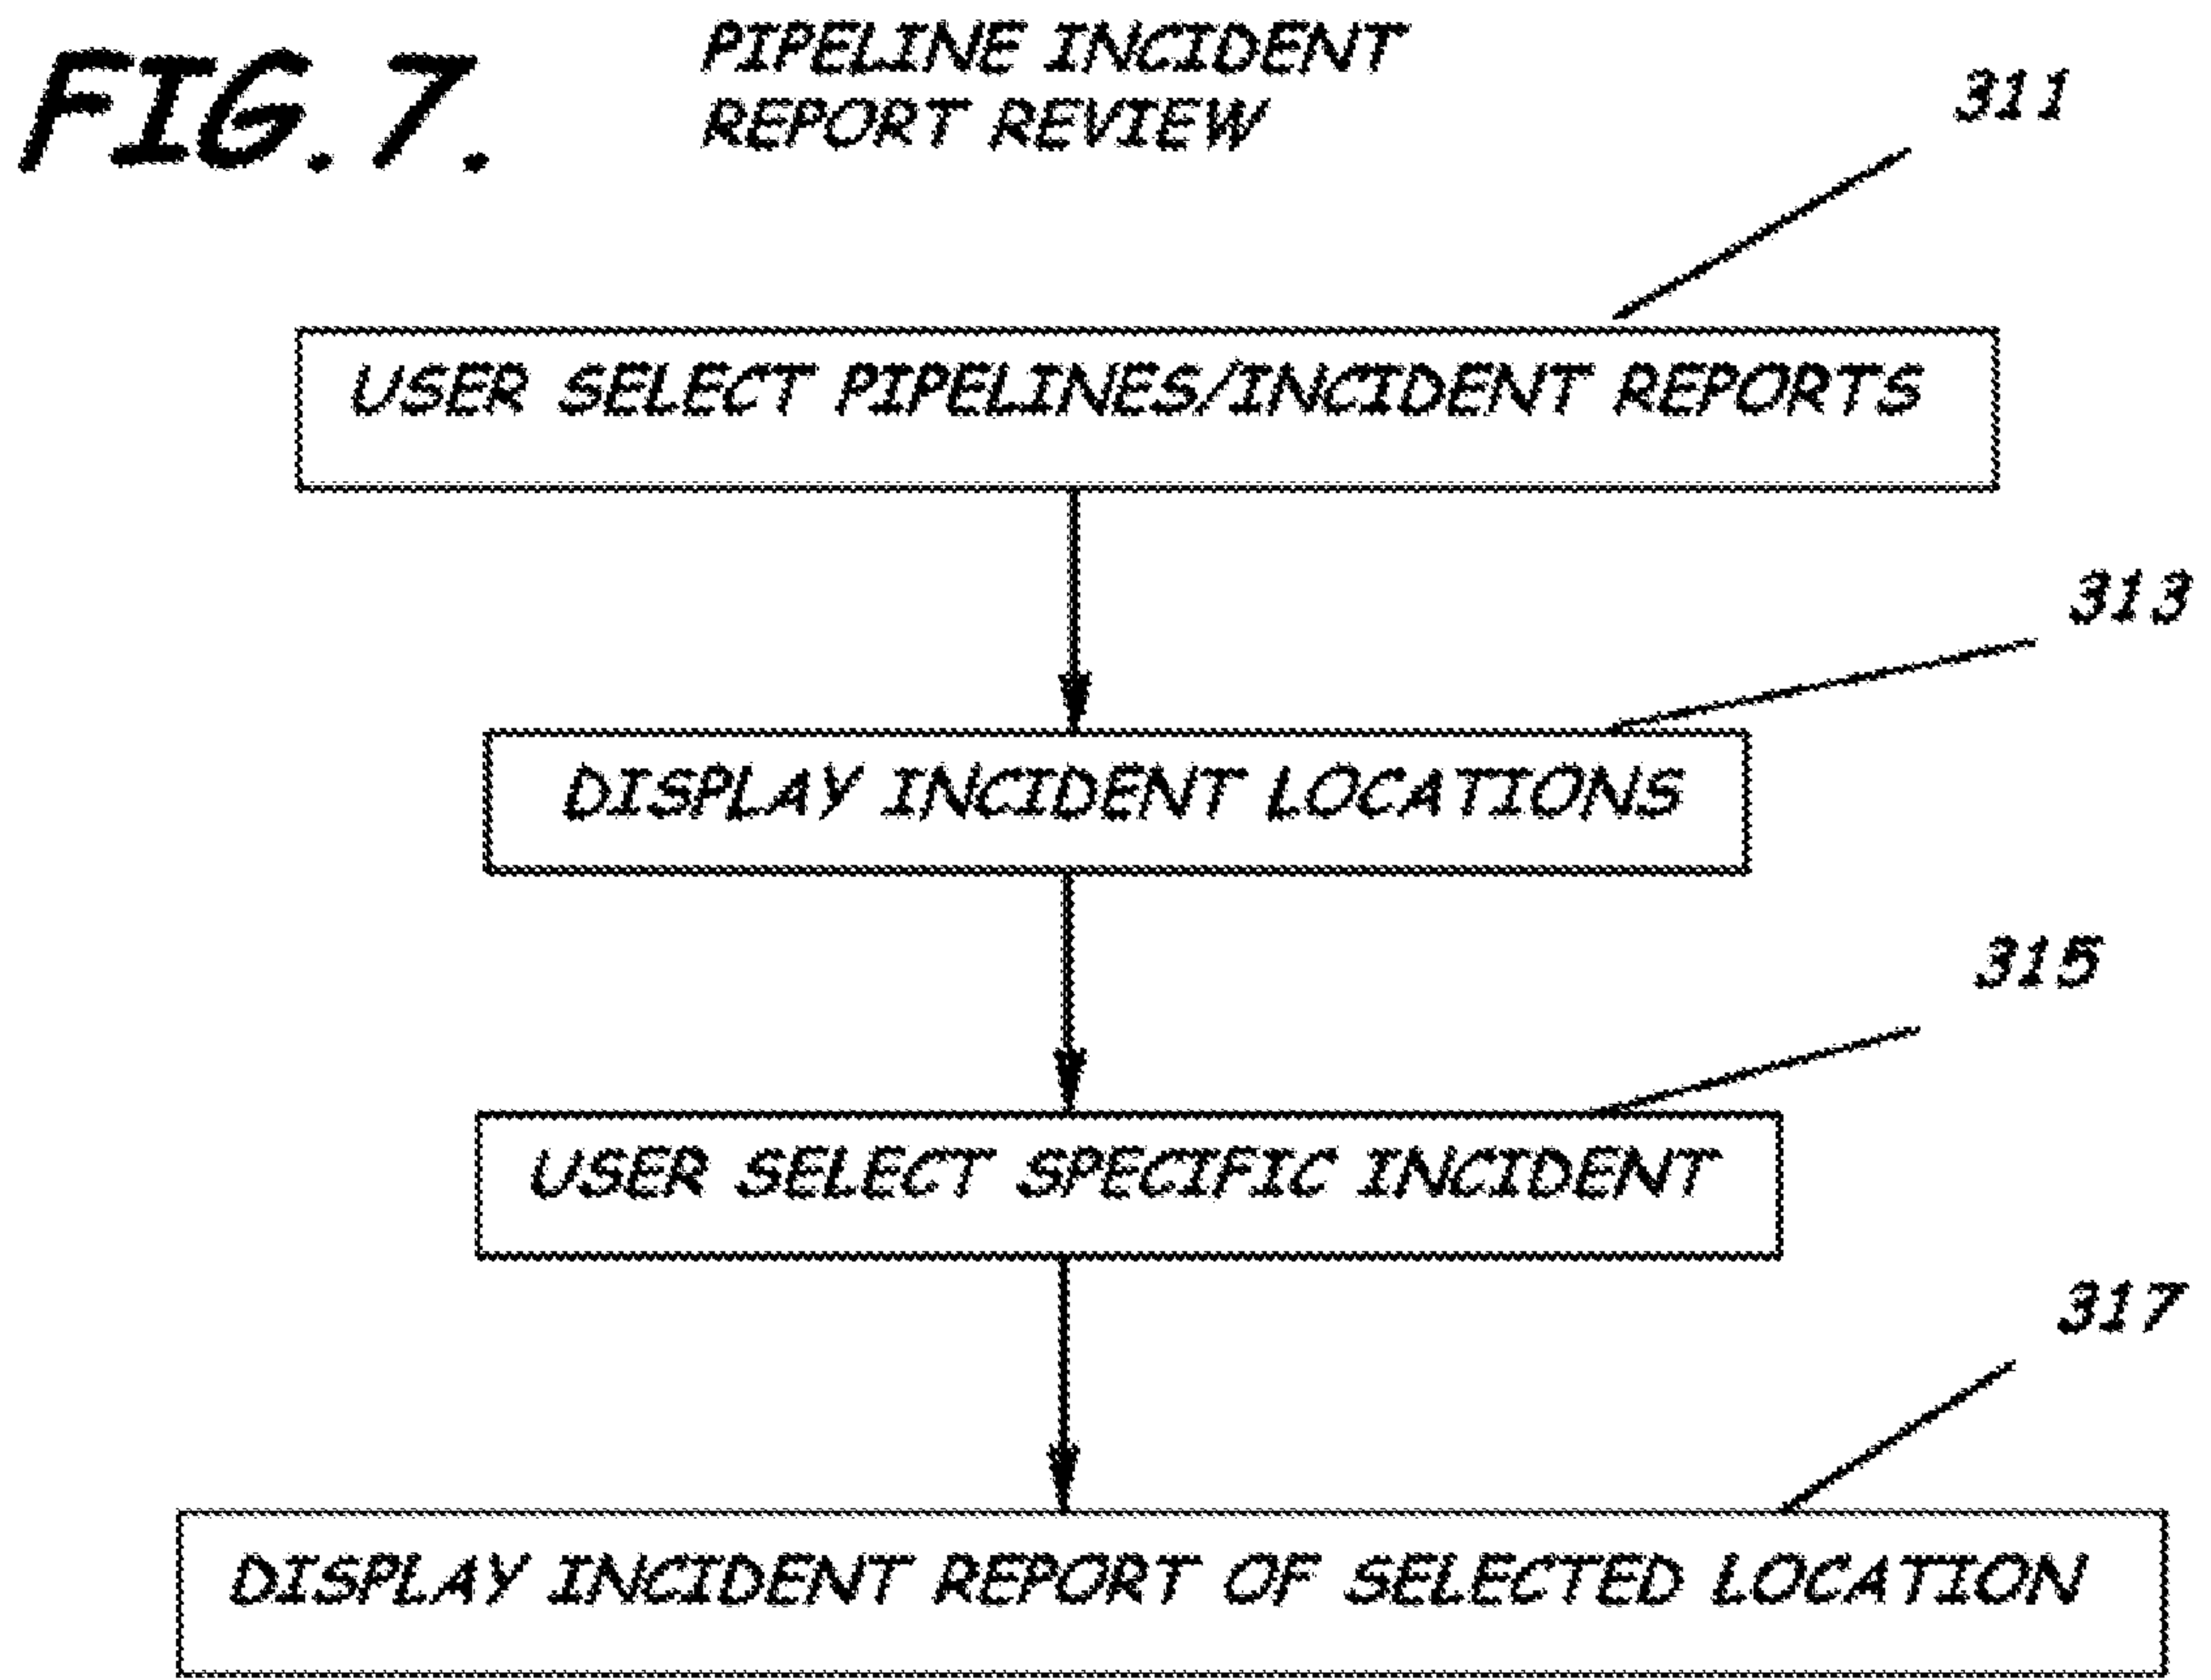 FIG. 7.
PIPELINE INCIDENT
REPORT REVIEW
311
USER SELECT PIPELINES/INCIDENT REPORTS
313
DISPLAY INCIDENT LOCATIONS
315
USER SELECT SPECIFIC INCIDENT
317
DISPLAY INCIDENT REPORT OF SELECTED LOCATION